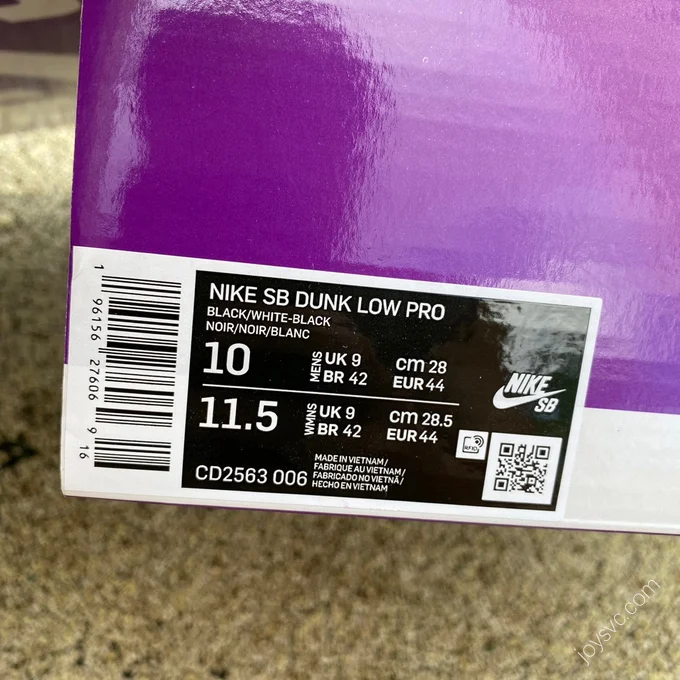 NIKE SB DUNK LOW PRO
BLACK/WHITE-BLACK
NOIR/NOIR/BLANC
10 MENS UK 9 cm 28
BR 42 EUR 44
11.5 WMNS UK 9 cm 28.5
BR 42 EUR 44
CD2563 006
MADE IN VIETNAM/
FABRIQUE AU VIETNAM/
FABRICADO NO VIETNÃ/
HECHO EN VIETNAM
NIKE
SB
RFID
1 96156 27606 9 16
joysvc.com